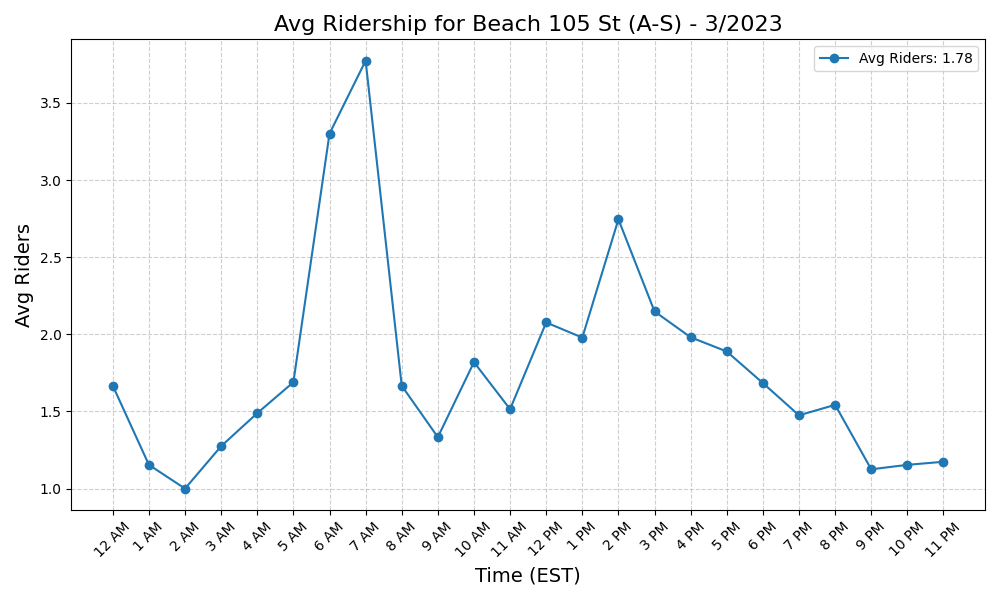 Avg Ridership for Beach 105 St (A-S) - 3/2023
Avg Riders: 1.78
Avg Riders
3.5
3.0
2.5
2.0
1.5
1.0
12 AM
1 AM
2 AM
3 AM
4 AM
5 AM
6 AM
7 AM
8 AM
9 AM
10 AM
11 AM
12 PM
1 PM
2 PM
3 PM
4 PM
5 PM
6 PM
7 PM
8 PM
9 PM
10 PM
11 PM
Time (EST)